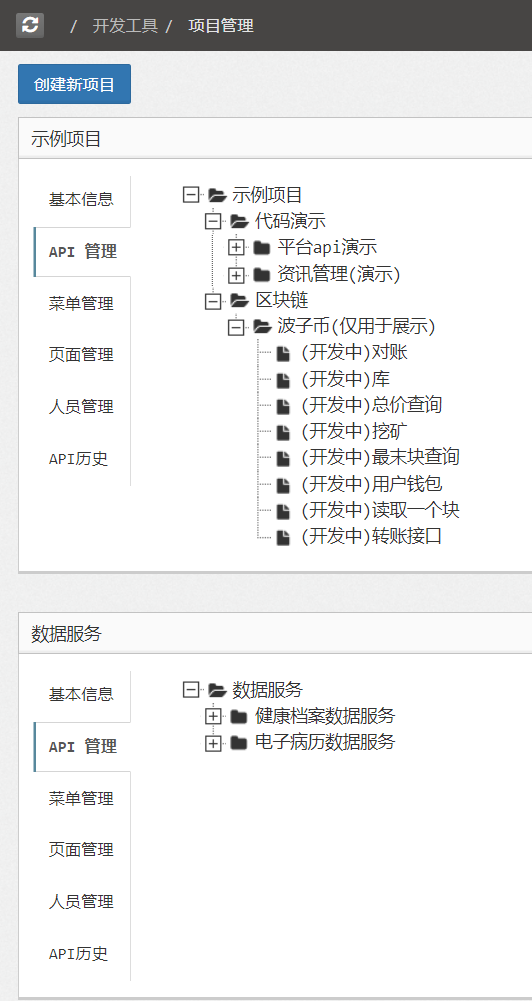 / 开发工具 / 项目管理
创建新项目
示例项目
基本信息
API 管理
菜单管理
页面管理
人员管理
API历史
示例项目
代码演示
平台api演示
资讯管理(演示)
区块链
波子币(仅用于展示)
(开发中)对账
(开发中)库
(开发中)总价查询
(开发中)挖矿
(开发中)最末块查询
(开发中)用户钱包
(开发中)读取一个块
(开发中)转账接口
数据服务
基本信息
API 管理
菜单管理
页面管理
人员管理
API历史
数据服务
健康档案数据服务
电子病历数据服务